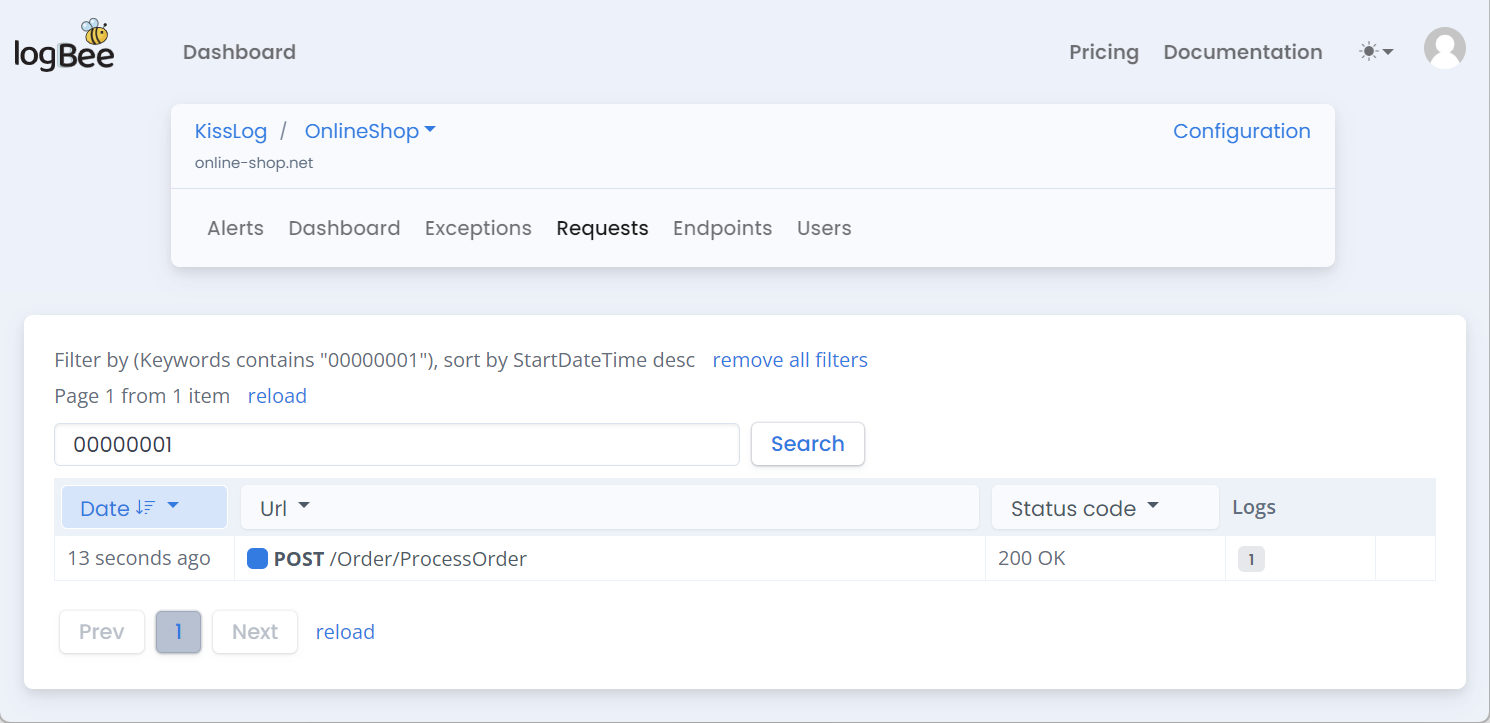 logBee Dashboard Pricing Documentation
KissLog / OnlineShop Configuration
online-shop.net
Alerts Dashboard Exceptions Requests Endpoints Users
Filter by (Keywords contains "00000001"), sort by StartDateTime desc remove all filters
Page 1 from 1 item reload
00000001 Search
Date Url Status code Logs
13 seconds ago POST /Order/ProcessOrder 200 OK 1
Prev 1 Next reload